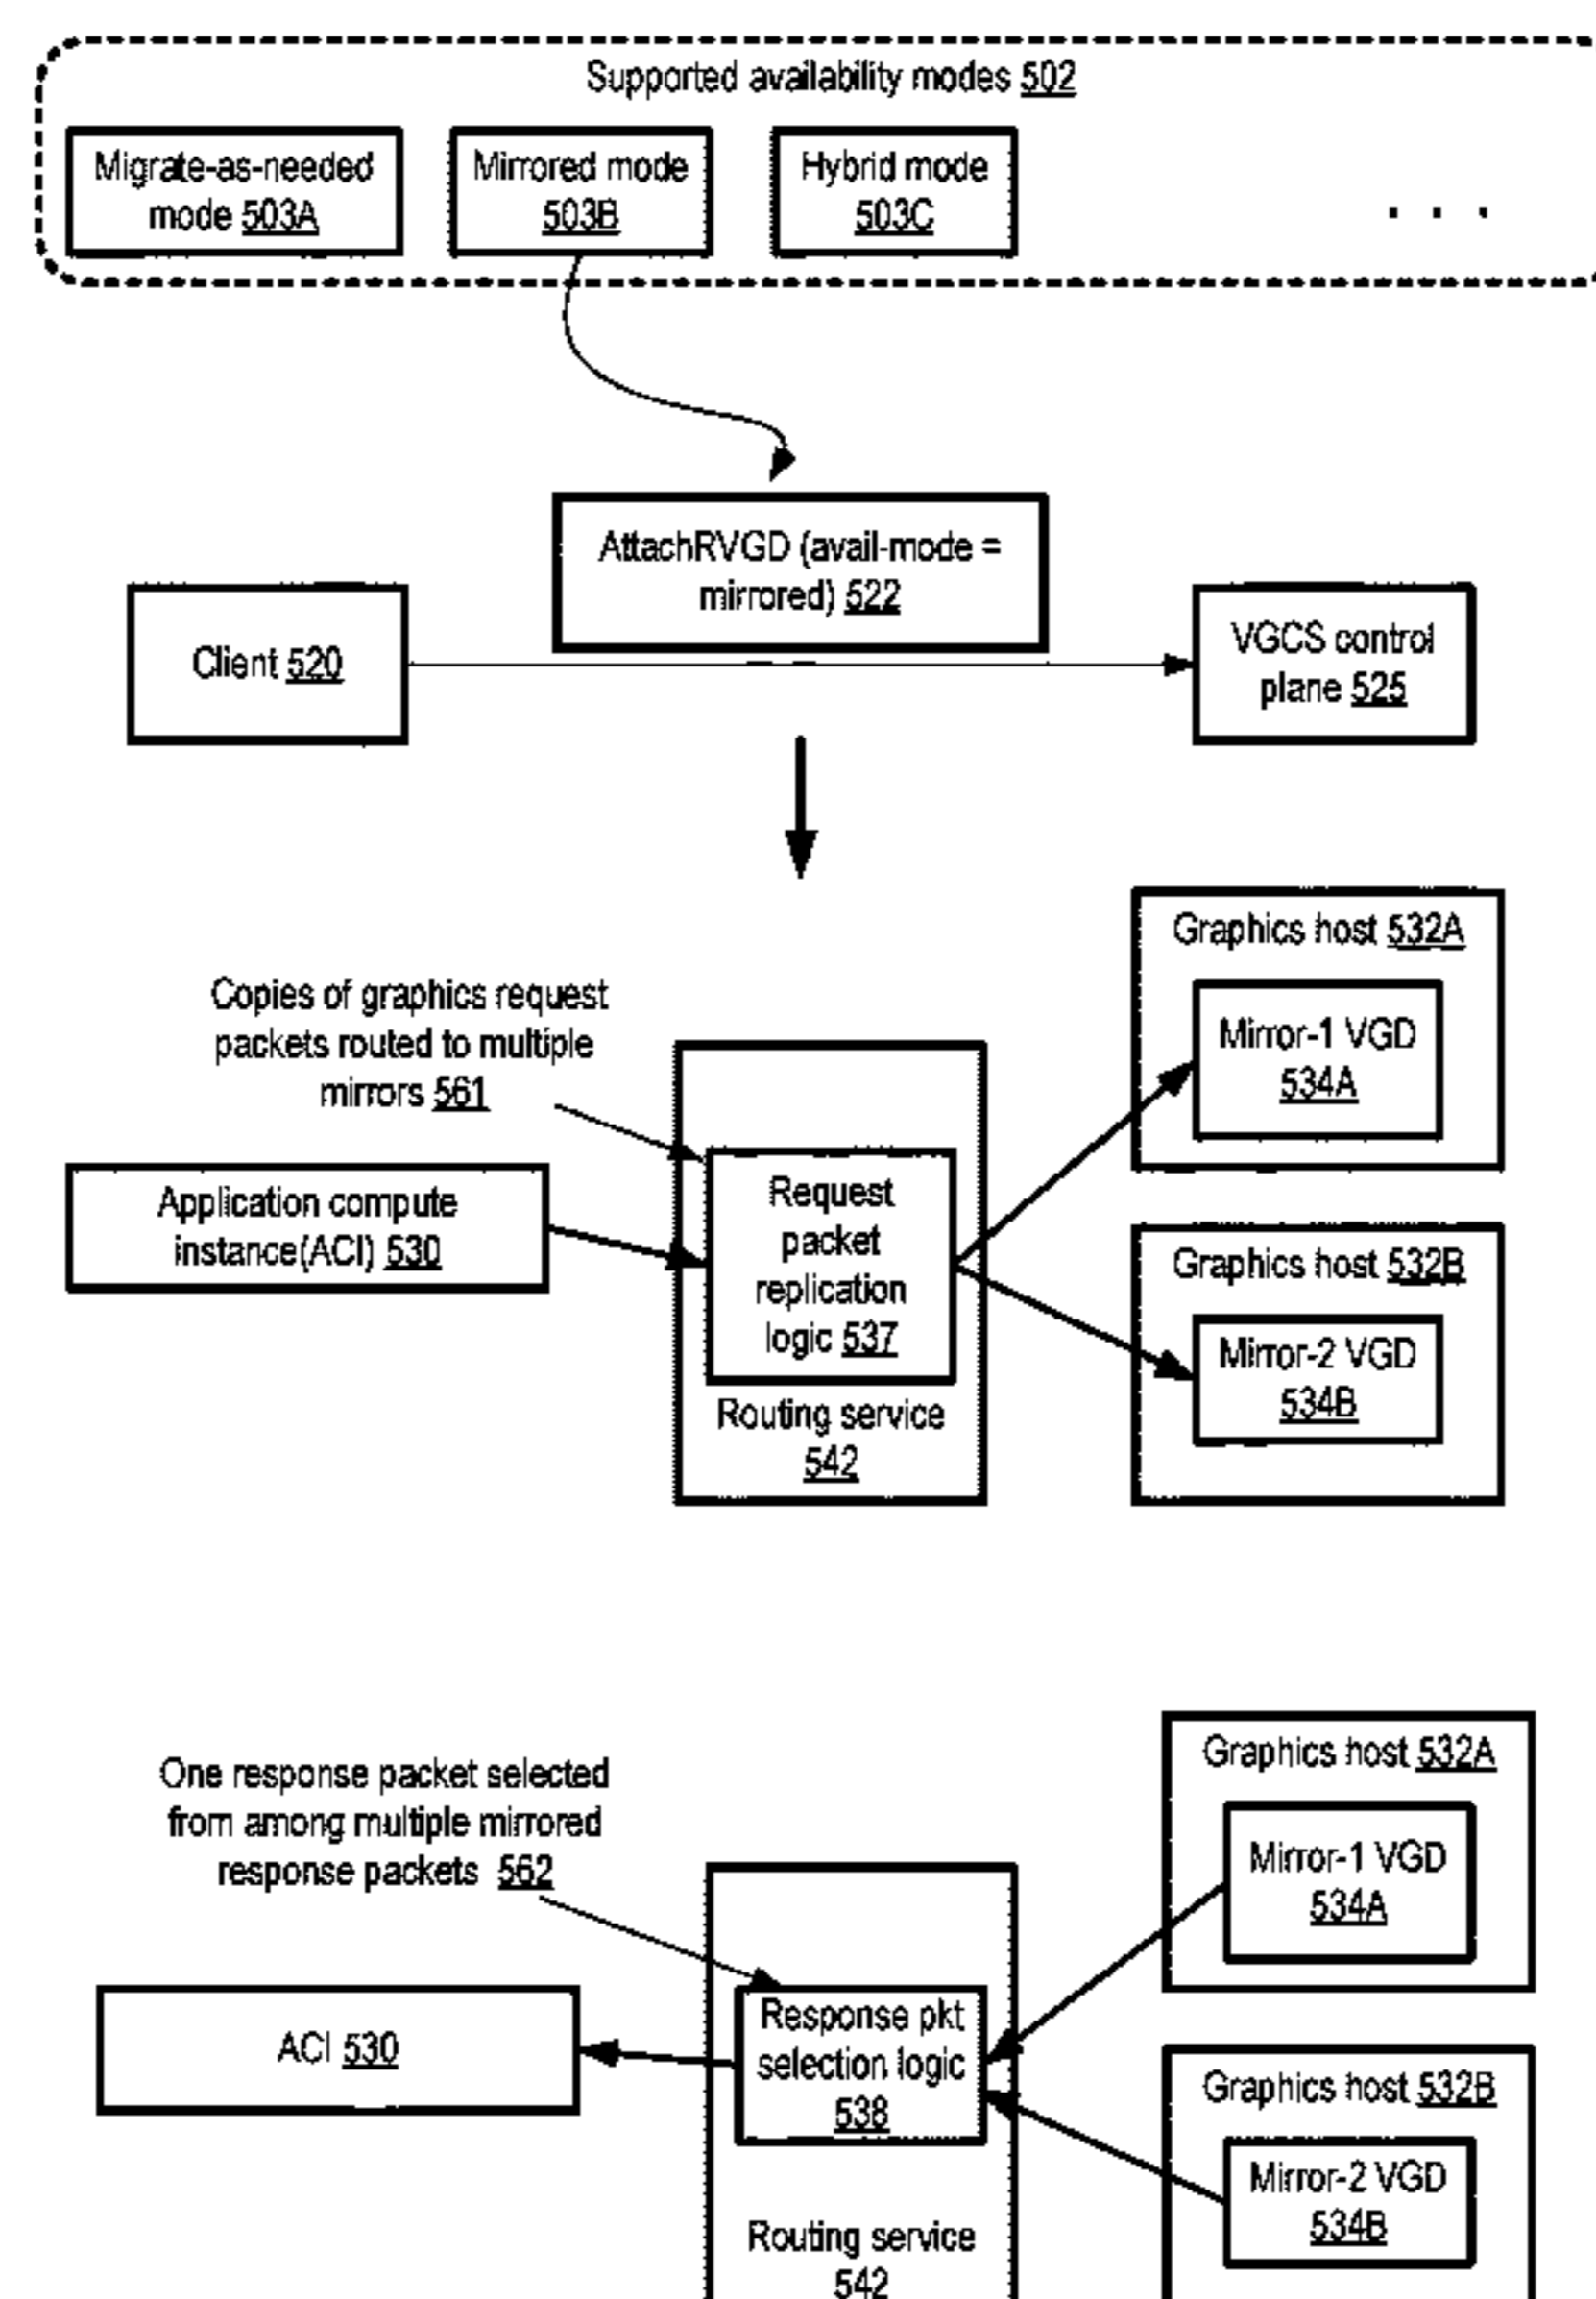 Supported availability modes 502
Migrate-as-needed
mode 503A
Mirrored mode
503B
Hybrid mode
503C
. . .
AttachRVGD (avail-mode =
mirrored) 522
Client 520
VGCS control
plane 525
Graphics host 532A
Mirror-1 VGD
534A
Copies of graphics request
packets routed to multiple
mirrors 561
Application compute
instance(ACI) 530
Request
packet
replication
logic 537
Routing service
542
Graphics host 532B
Mirror-2 VGD
534B
One response packet selected
from among multiple mirrored
response packets 562
Graphics host 532A
Mirror-1 VGD
534A
ACI 530
Response pkt
selection logic
538
Routing service
542
Graphics host 532B
Mirror-2 VGD
534B